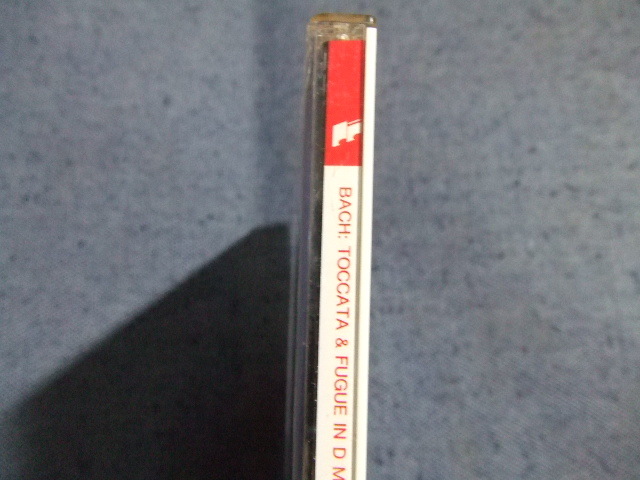 BACH: TOCCATA & FUGUE IN D M